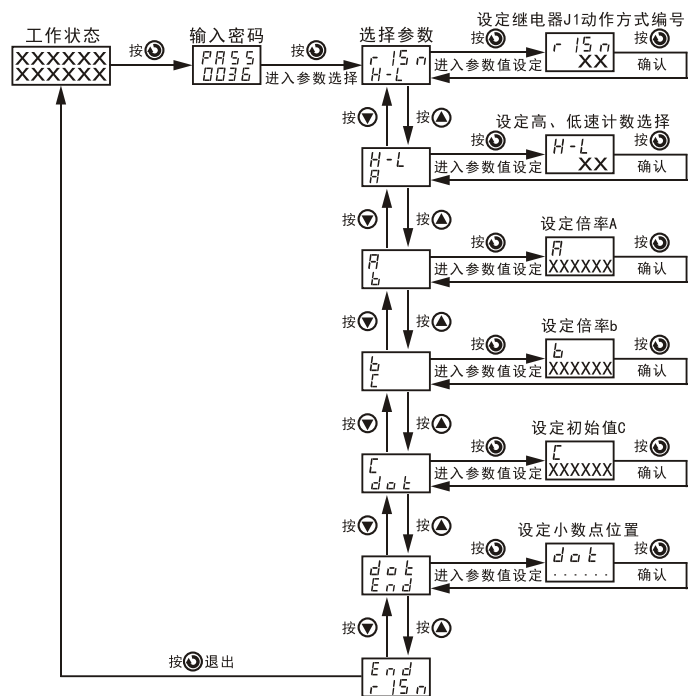 设定继电器J1动作方式编号
工作状态
输入密码
选择参数
XXXXXX
XXXXXX
按
PASS
0036
按
进入参数选择
r 1Sn
H-L
按
进入参数值设定
r 1Sn
XX
按
确认
按
按
设定高、低速计数选择
H-L
A
按
进入参数值设定
H-L
XX
按
确认
按
按
设定倍率A
A
b
按
进入参数值设定
A
XXXXXX
按
确认
按
按
设定倍率b
b
C
按
进入参数值设定
b
XXXXXX
按
确认
按
按
设定初始值C
C
dot
按
进入参数值设定
C
XXXXXX
按
确认
按
按
设定小数点位置
dot
End
按
进入参数值设定
dot
......
按
确认
按
按
按退出
End
r 1Sn